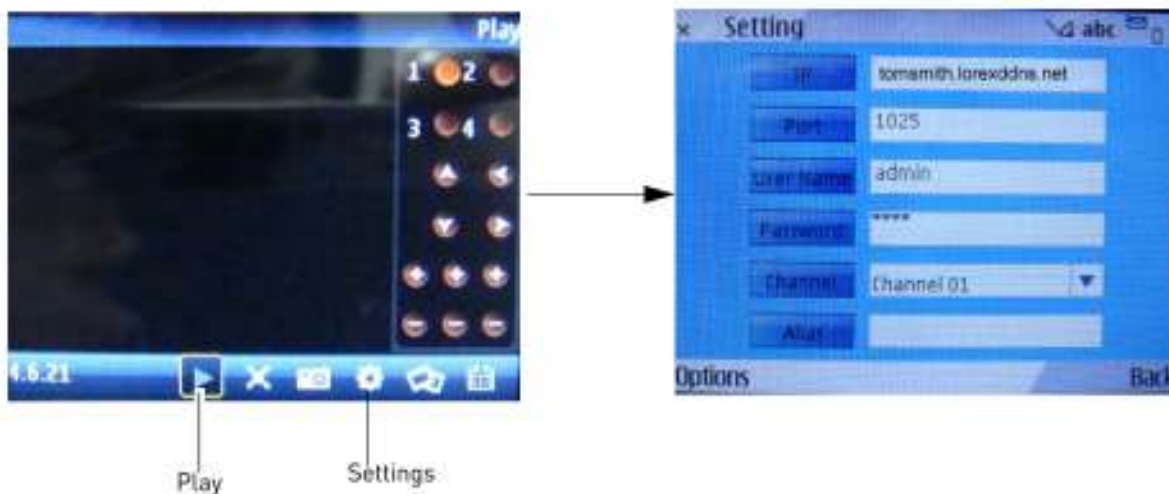 Play
1 2
3 4
4.6.21
Play
Settings
× Setting abc
IP tomsmith.lorexddns.net
Port 1025
User Name admin
Password ****
Channel Channel 01
Alias
Options Back